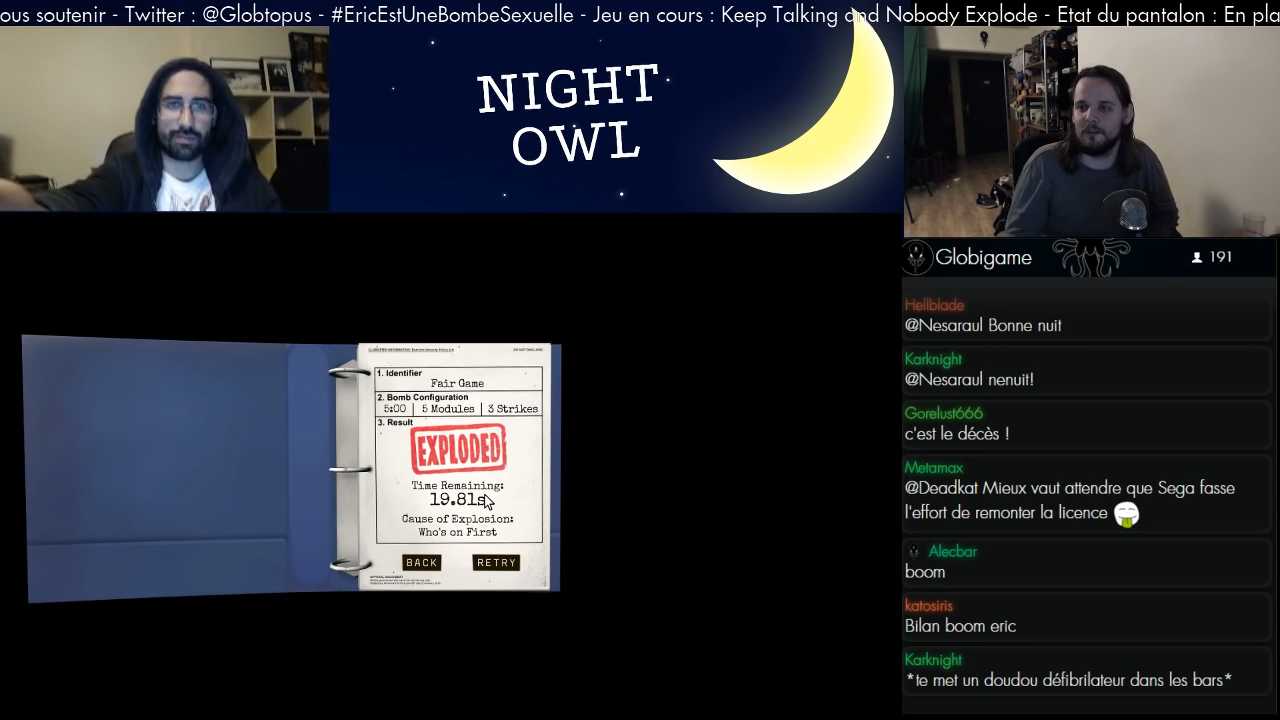 ous soutenir - Twitter : @Globtopus - #EricEstUneBombeSexuelle - Jeu en cours : Keep Talking and Nobody Explode - Etat du pantalon : En pla
NIGHT
OWL
Globigame
191
Hellblade
@Nesaraul Bonne nuit
Karknight
@Nesaraul nenuit!
Gorelust666
c'est le décès !
Metamax
@Deadkat Mieux vaut attendre que Sega fasse
l'effort de remonter la licence
Alecbar
boom
katosiris
Bilan boom eric
Karknight
*te met un doudou défibrilateur dans les bars*
1. Identifier
Fair Game
2. Bomb Configuration
5:00 | 5 Modules | 3 Strikes
3. Result
EXPLODED
Time Remaining:
19.81s
Cause of Explosion:
Who's on First
BACK RETRY